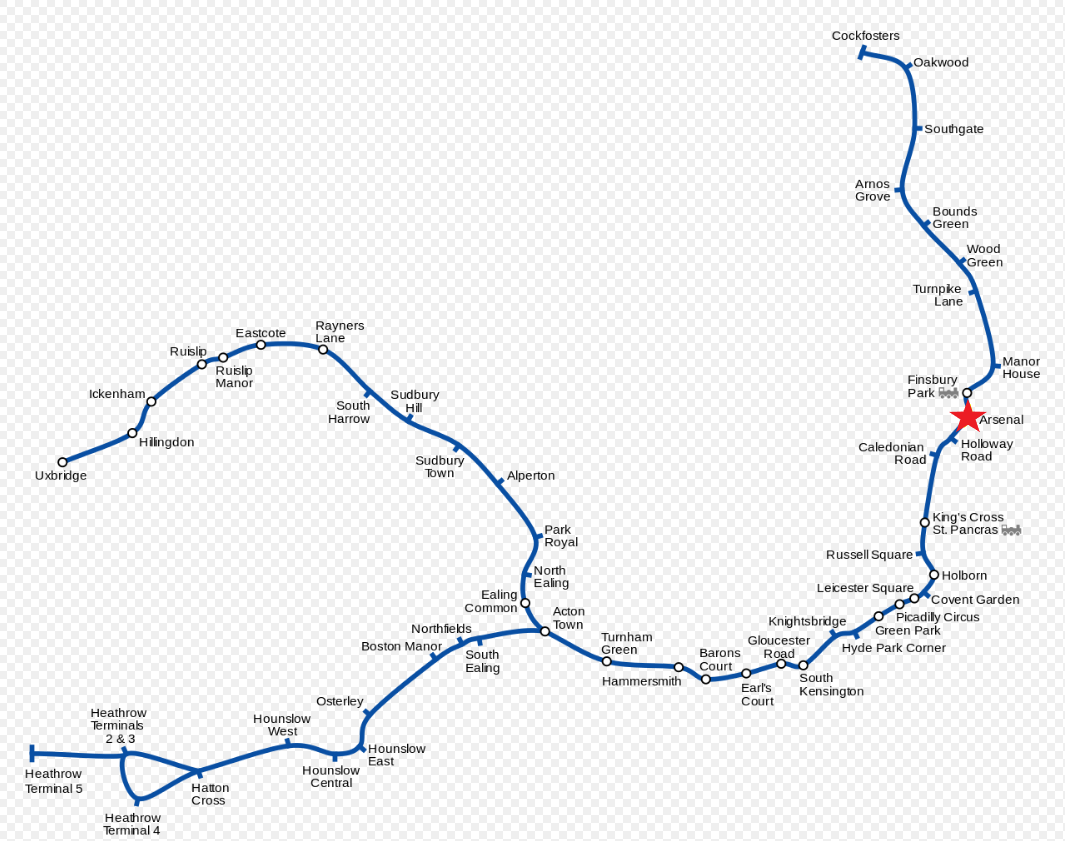 Cockfosters
Oakwood
Southgate
Arnos
Grove
Bounds
Green
Wood
Green
Turnpike
Lane
Manor
House
Finsbury
Park
Arsenal
Holloway
Road
Caledonian
Road
King's Cross
St. Pancras
Russell Square
Holborn
Leicester Square
Covent Garden
Picadilly Circus
Green Park
Knightsbridge
Hyde Park Corner
Gloucester
Road
South
Kensington
Earl's
Court
Barons
Court
Hammersmith
Turnham
Green
Acton
Town
Ealing
Common
North
Ealing
Park
Royal
Alperton
Sudbury
Town
Sudbury
Hill
South
Harrow
Rayners
Lane
Eastcote
Ruislip
Manor
Ruislip
Ickenham
Hillingdon
Uxbridge
South
Ealing
Northfields
Boston Manor
Osterley
Hounslow
East
Hounslow
Central
Hounslow
West
Hatton
Cross
Heathrow
Terminal 4
Heathrow
Terminals
2 & 3
Heathrow
Terminal 5